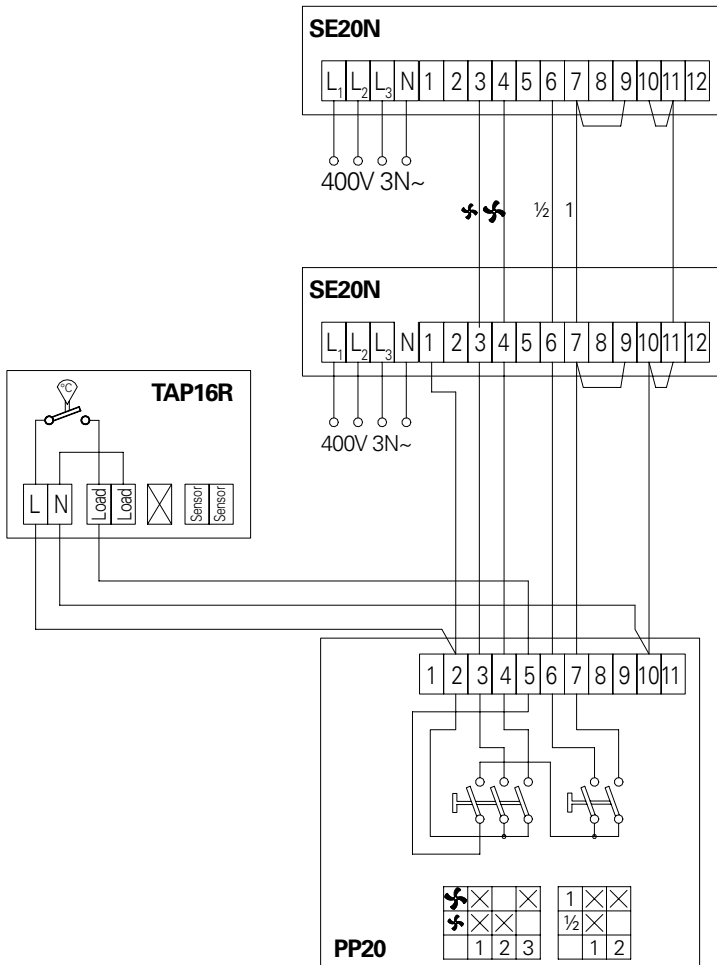 SE20N
L1 L2 L3 N 1 2 3 4 5 6 7 8 9 10 11 12
400V 3N~
½ 1
SE20N
L1 L2 L3 N 1 2 3 4 5 6 7 8 9 10 11 12
400V 3N~
TAP16R
°C
L N Load Load Sensor Sensor
1 2 3 4 5 6 7 8 9 10 11
1
½
1 2 3 1 2
PP20